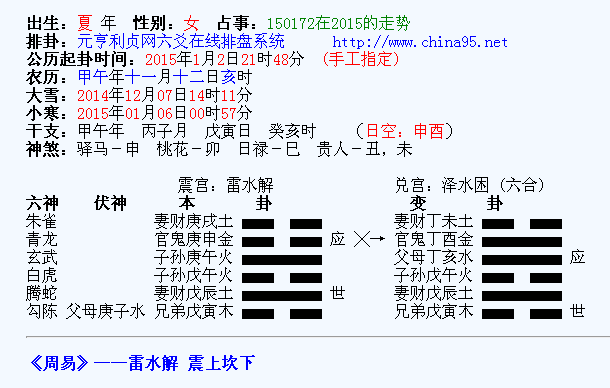 出生：夏 年 性别：女 占事：150172在2015的走势
排卦：元亨利贞网六爻在线排盘系统 http://www.china95.net
公历起卦时间：2015年1月2日21时48分 (手工指定)
农历：甲午年十一月十二日亥时
大雪：2014年12月07日14时11分
小寒：2015年01月06日00时57分
干支：甲午年 丙子月 戊寅日 癸亥时 （日空：申酉）
神煞：驿马－申 桃花－卯 日禄－巳 贵人－丑，未
震宫：雷水解 兑宫：泽水困（六合）
六神 伏神 本 卦 变 卦
朱雀 妻财庚戌土 妻财丁未土
青龙 官鬼庚申金 应 ╳→ 官鬼丁酉金
玄武 子孙庚午火 父母丁亥水 应
白虎 子孙戊午火 子孙戊午火
腾蛇 妻财戊辰土 世 妻财戊辰土
勾陈 父母庚子水 兄弟戊寅木 兄弟戊寅木 世
《周易》——雷水解 震上坎下